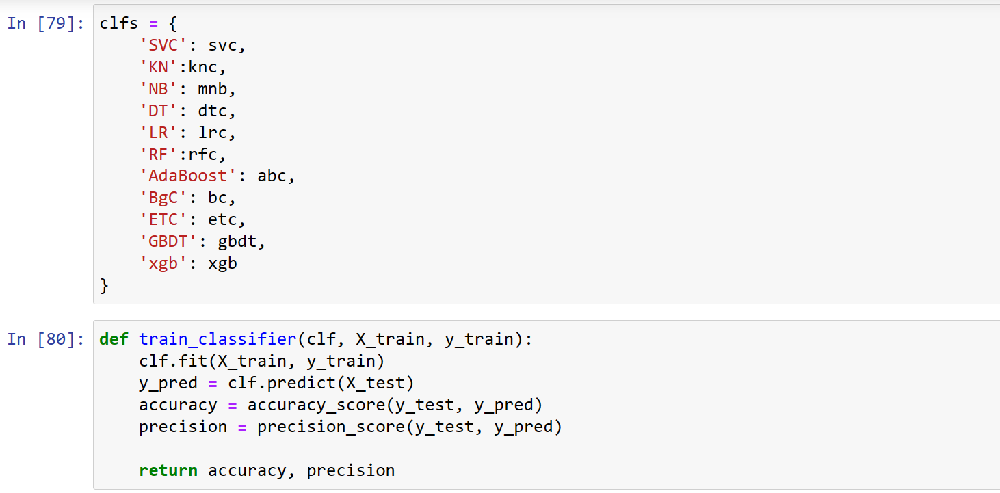 In [79]: clfs = {
    'SVC': svc,
    'KN':knc,
    'NB': mnb,
    'DT': dtc,
    'LR': lrc,
    'RF':rfc,
    'AdaBoost': abc,
    'BgC': bc,
    'ETC': etc,
    'GBDT': gbdt,
    'xgb': xgb
}
In [80]: def train_classifier(clf, X_train, y_train):
    clf.fit(X_train, y_train)
    y_pred = clf.predict(X_test)
    accuracy = accuracy_score(y_test, y_pred)
    precision = precision_score(y_test, y_pred)
    return accuracy, precision